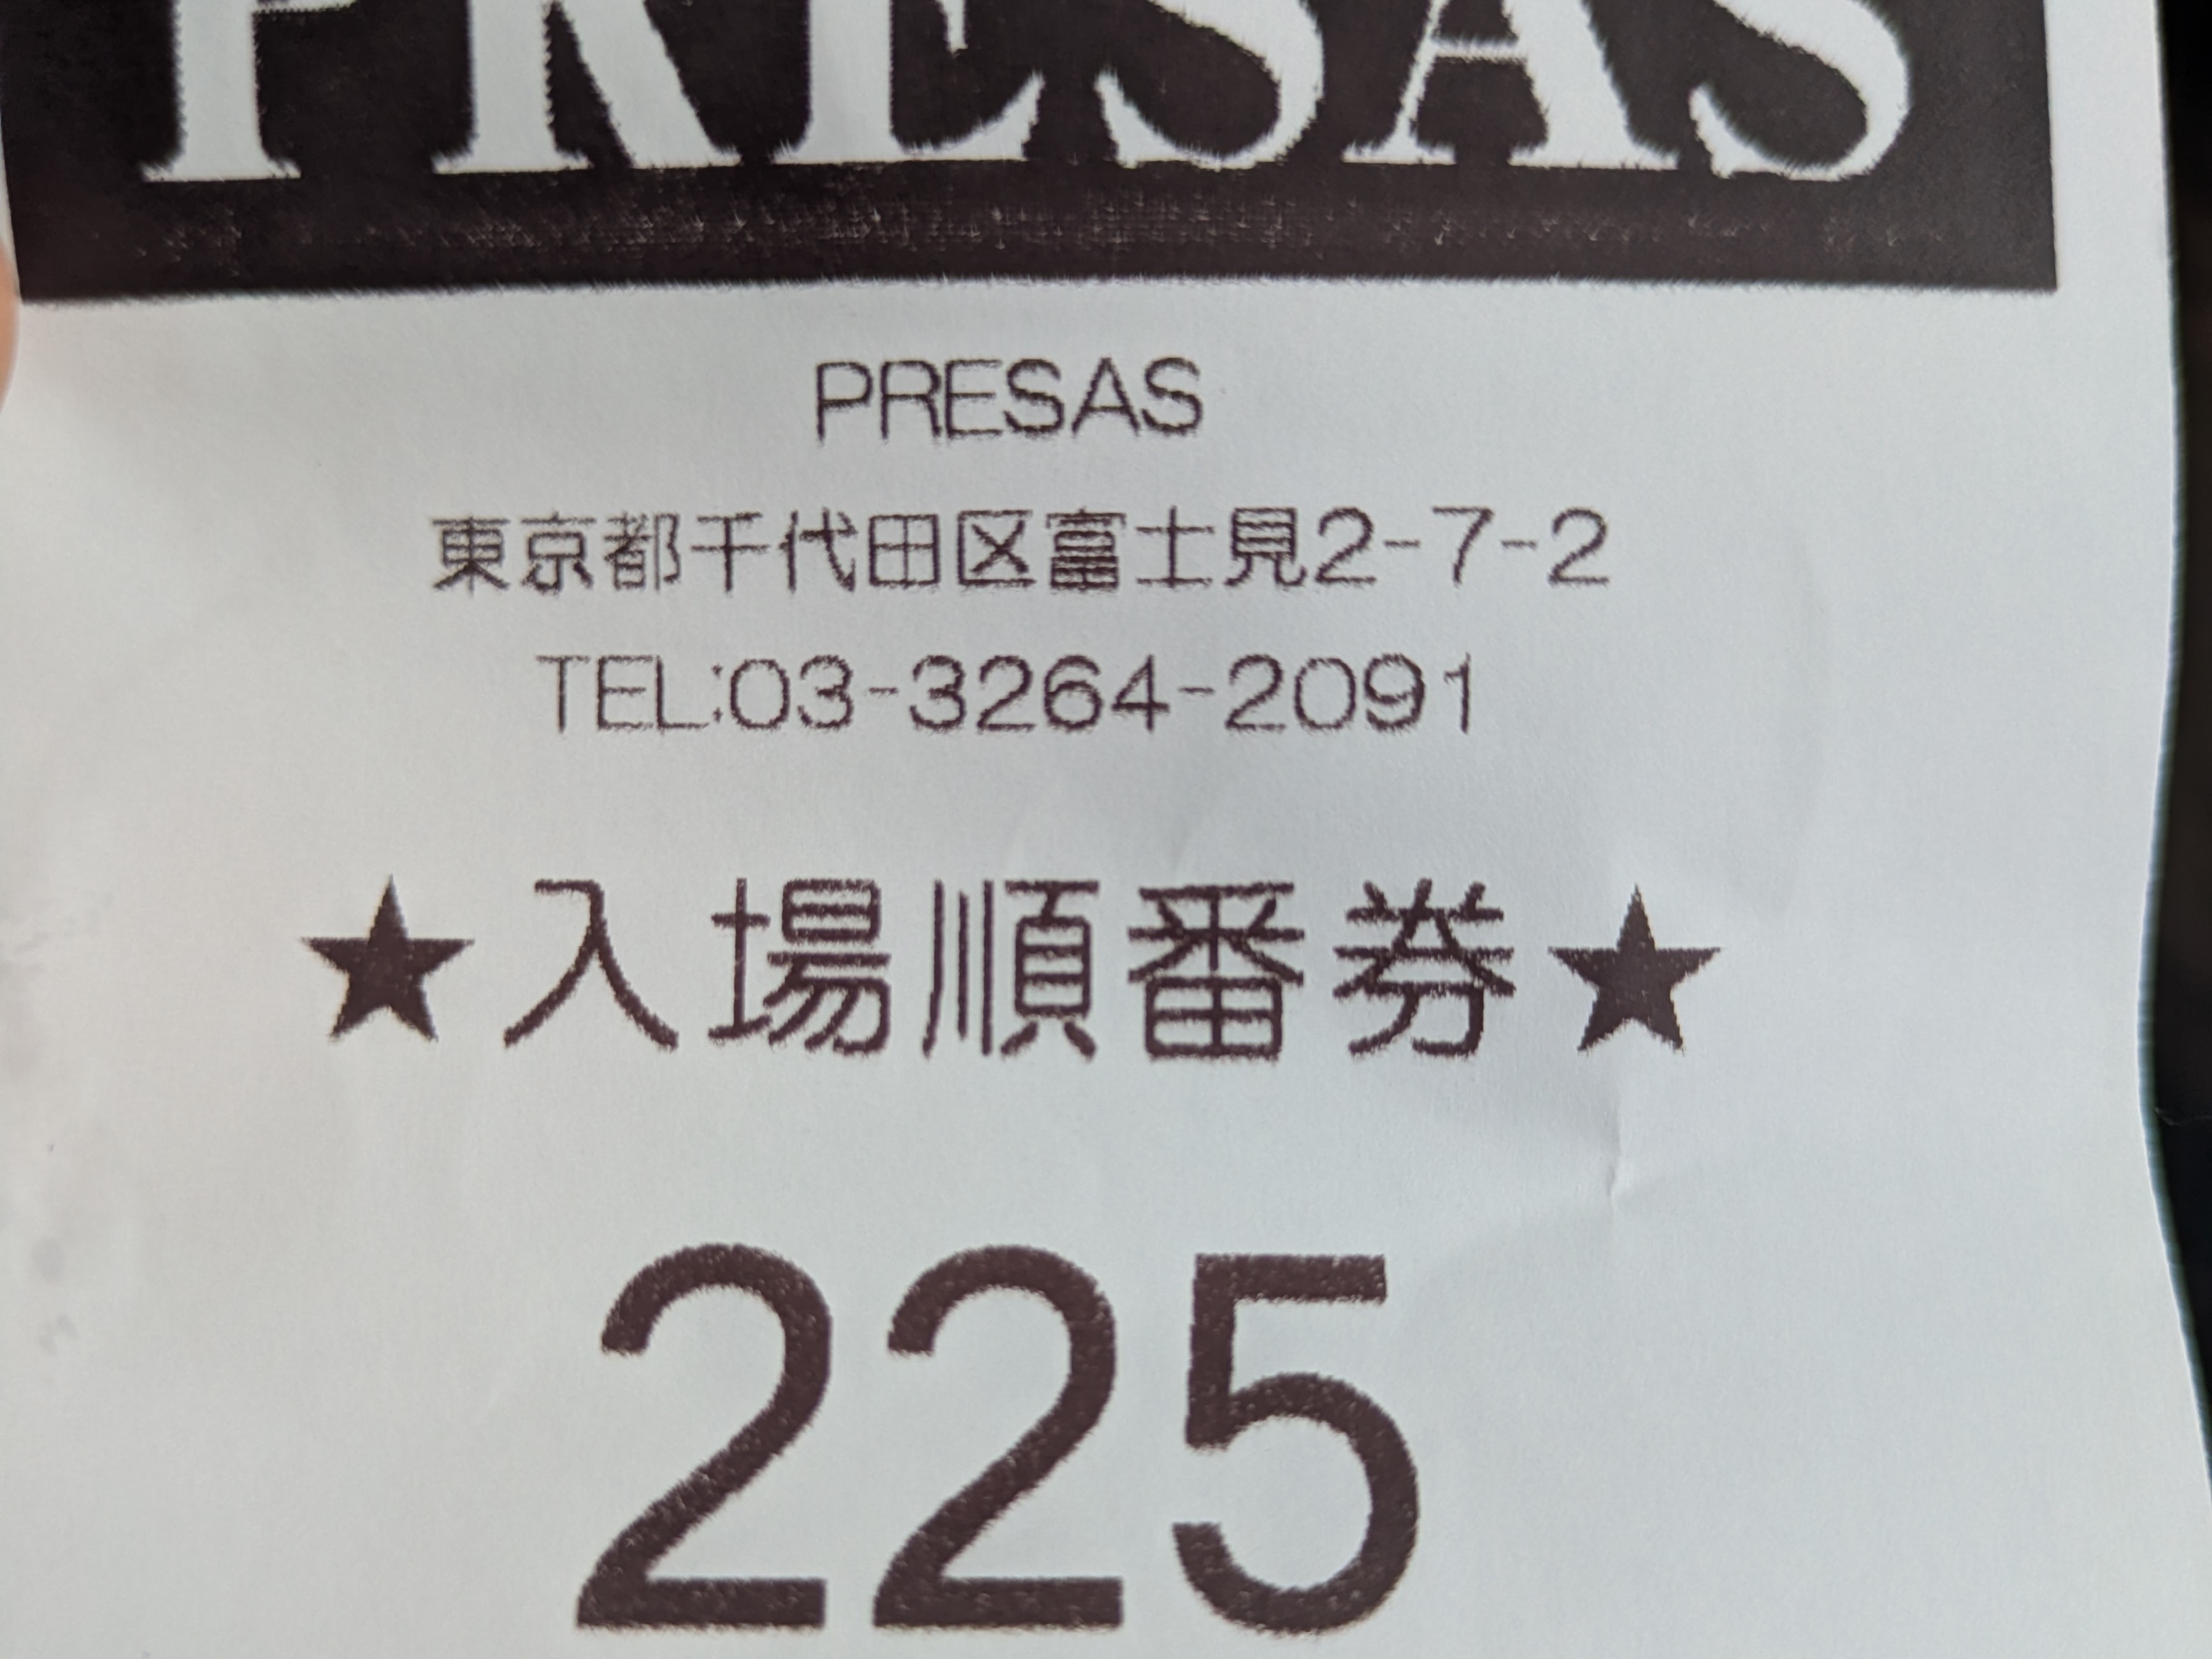 PRESAS
PRESAS
東京都千代田区富士見2-7-2
TEL:03-3264-2091
★入場順番券★
225